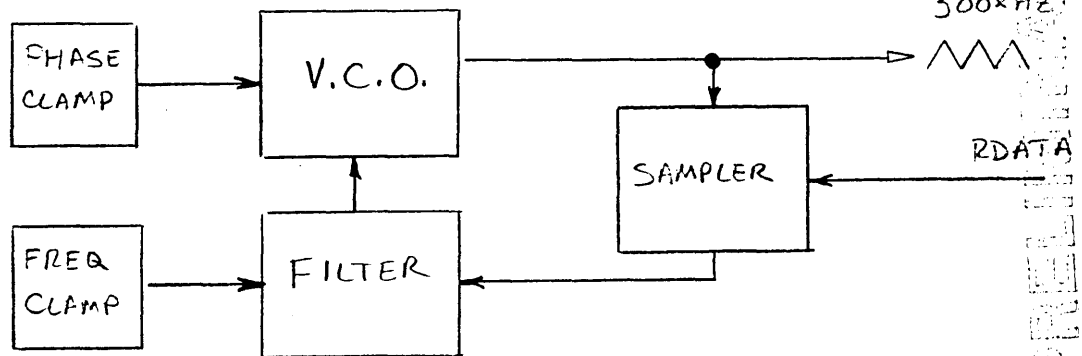 500kHz
PHASE
CLAMP
V.C.O.
RDATA
SAMPLER
FREQ
CLAMP
FILTER